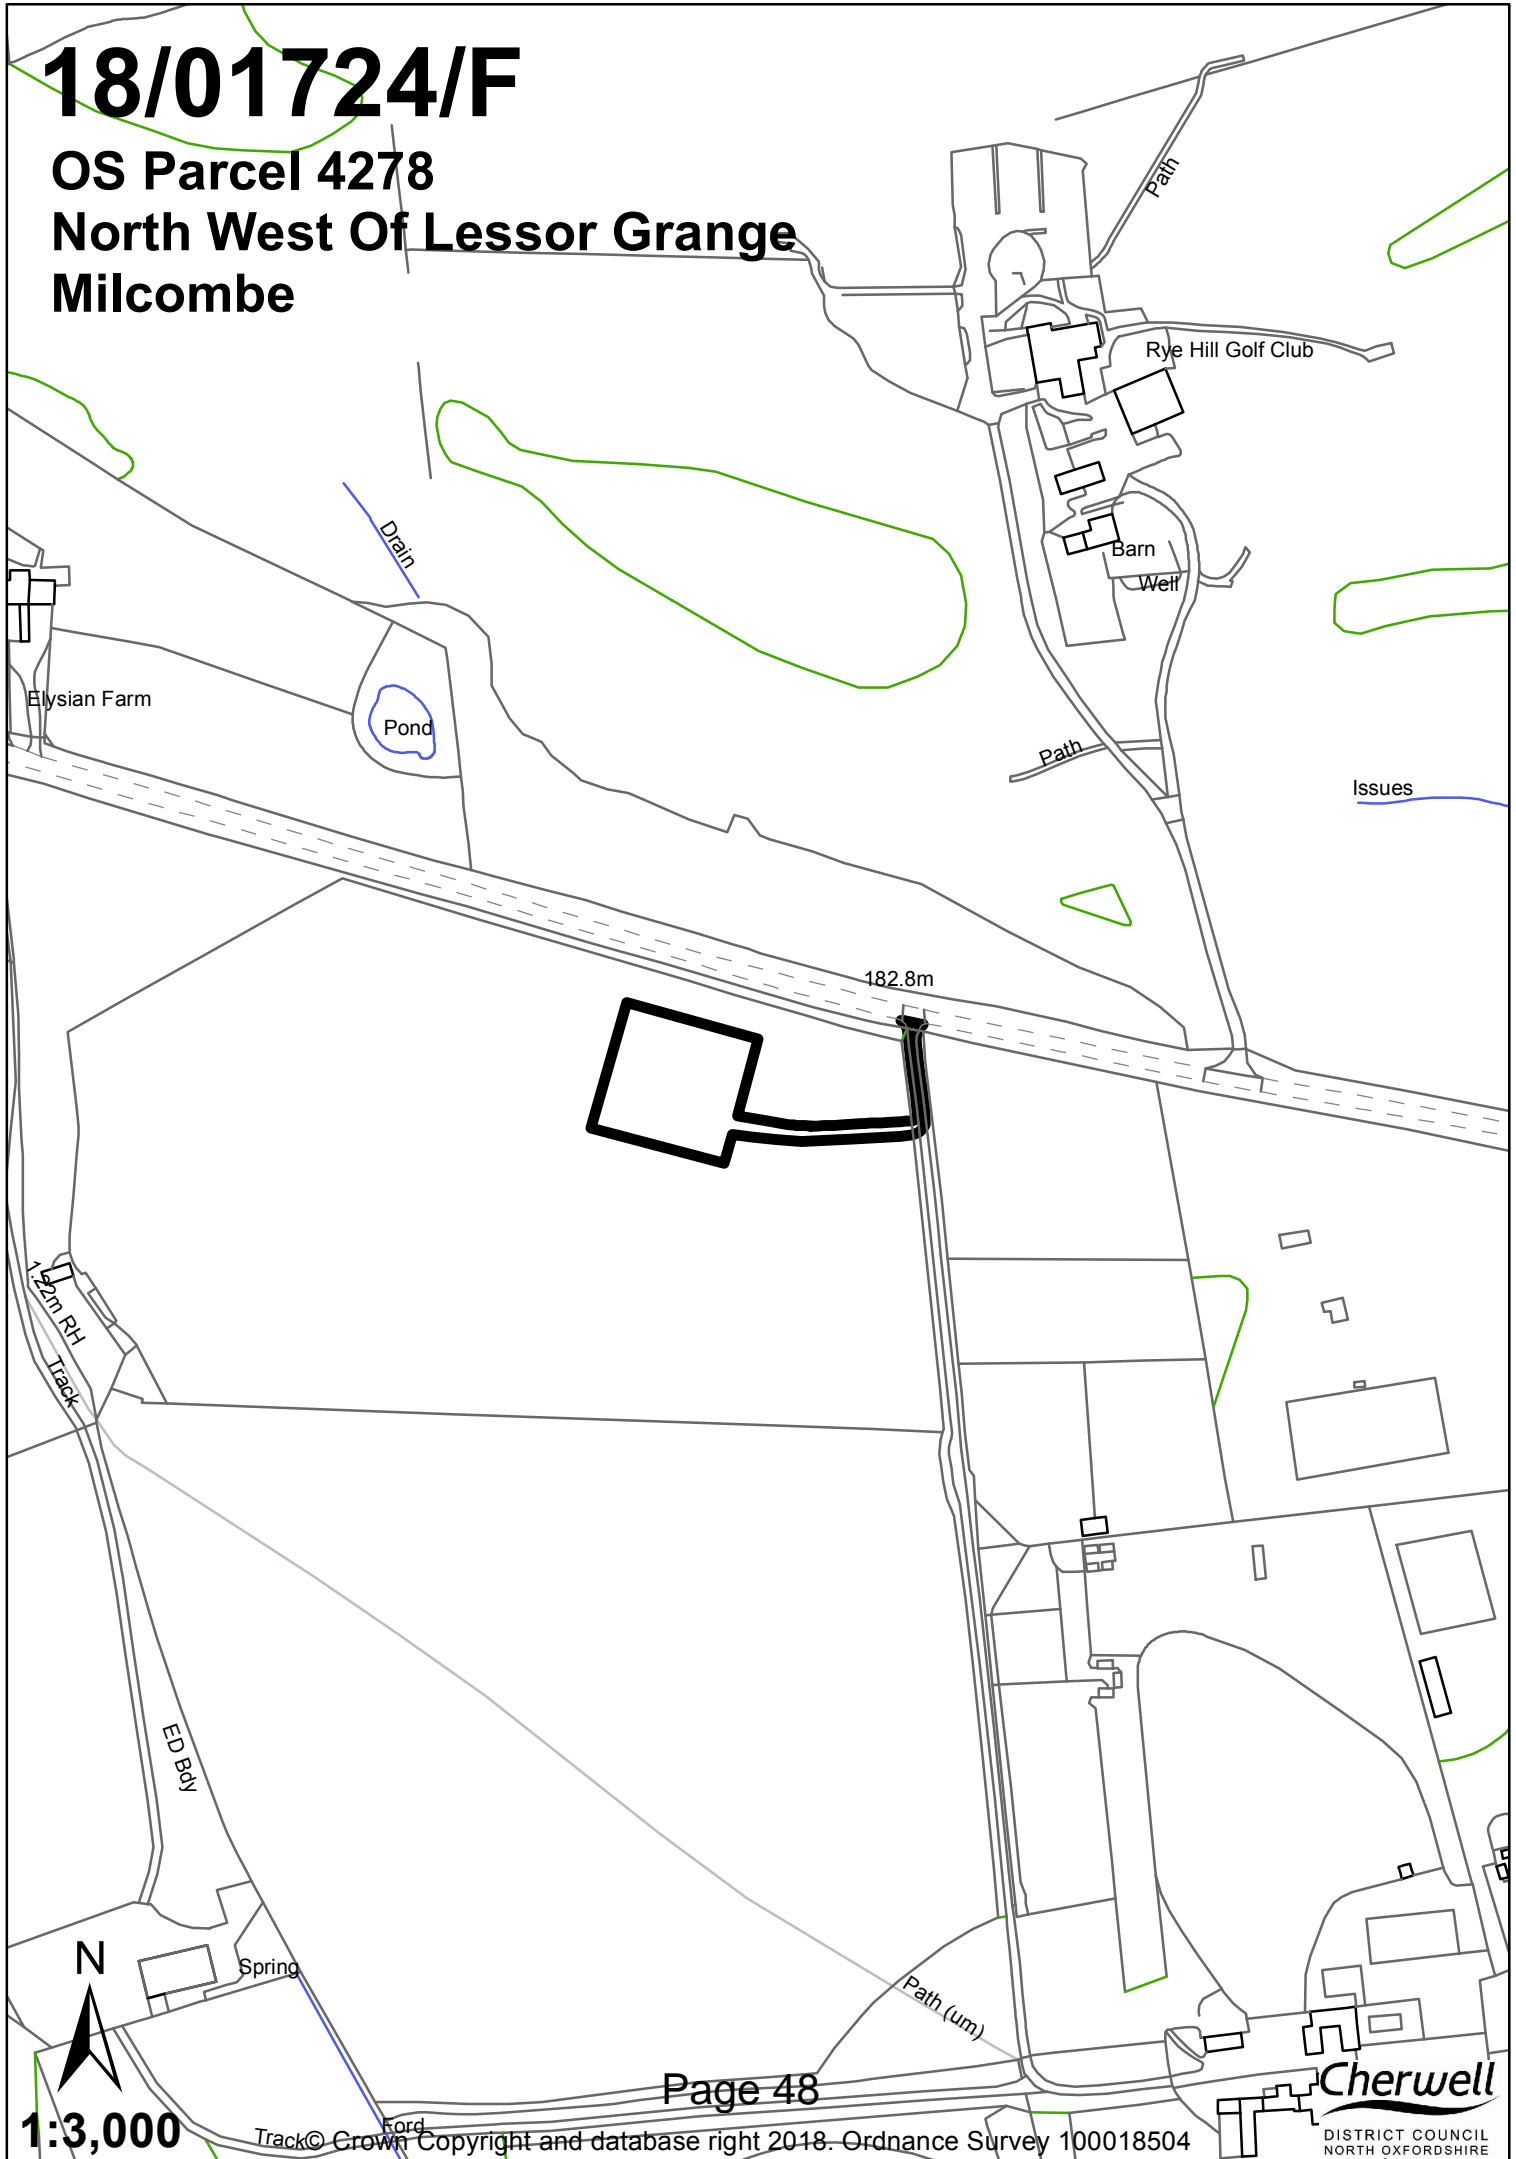 18/01724/F
OS Parcel 4278
North West Of Lessor Grange
Milcombe
Path
Rye Hill Golf Club
Drain
Barn
Well
Elysian Farm
Pond
Path
Issues
182.8m
1.22m RH
Track
ED Bdy
N
Spring
Path (um)
Page 48
Cherwell
DISTRICT COUNCIL
NORTH OXFORDSHIRE
1:3,000
Ford
Track
© Crown Copyright and database right 2018. Ordnance Survey 100018504